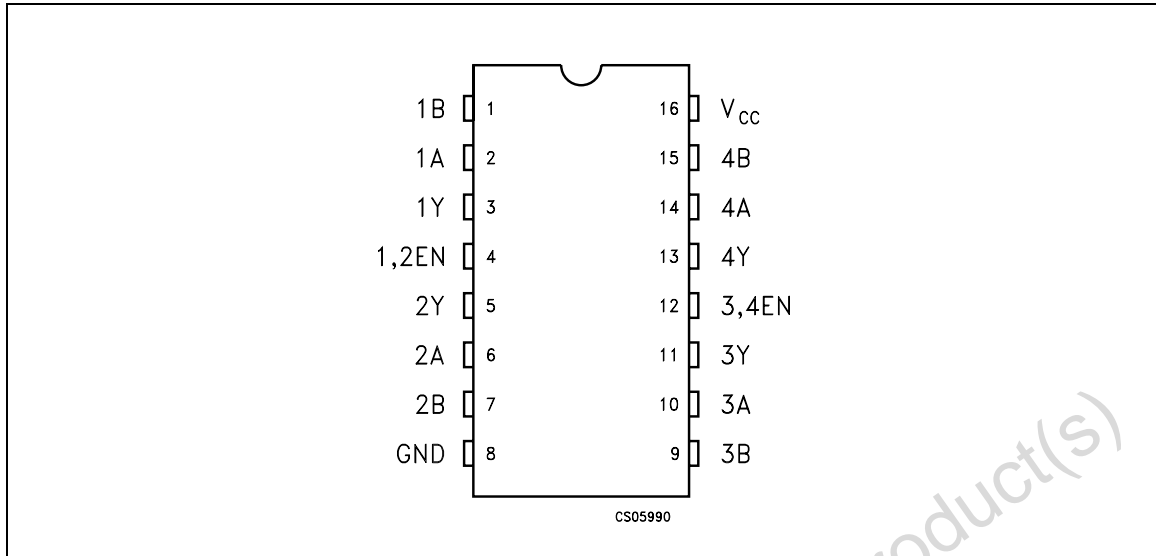 1B 1 16 VCC
1A 2 15 4B
1Y 3 14 4A
1,2EN 4 13 4Y
2Y 5 12 3,4EN
2A 6 11 3Y
2B 7 10 3A
GND 8 9 3B
CS05990
roduct(s)